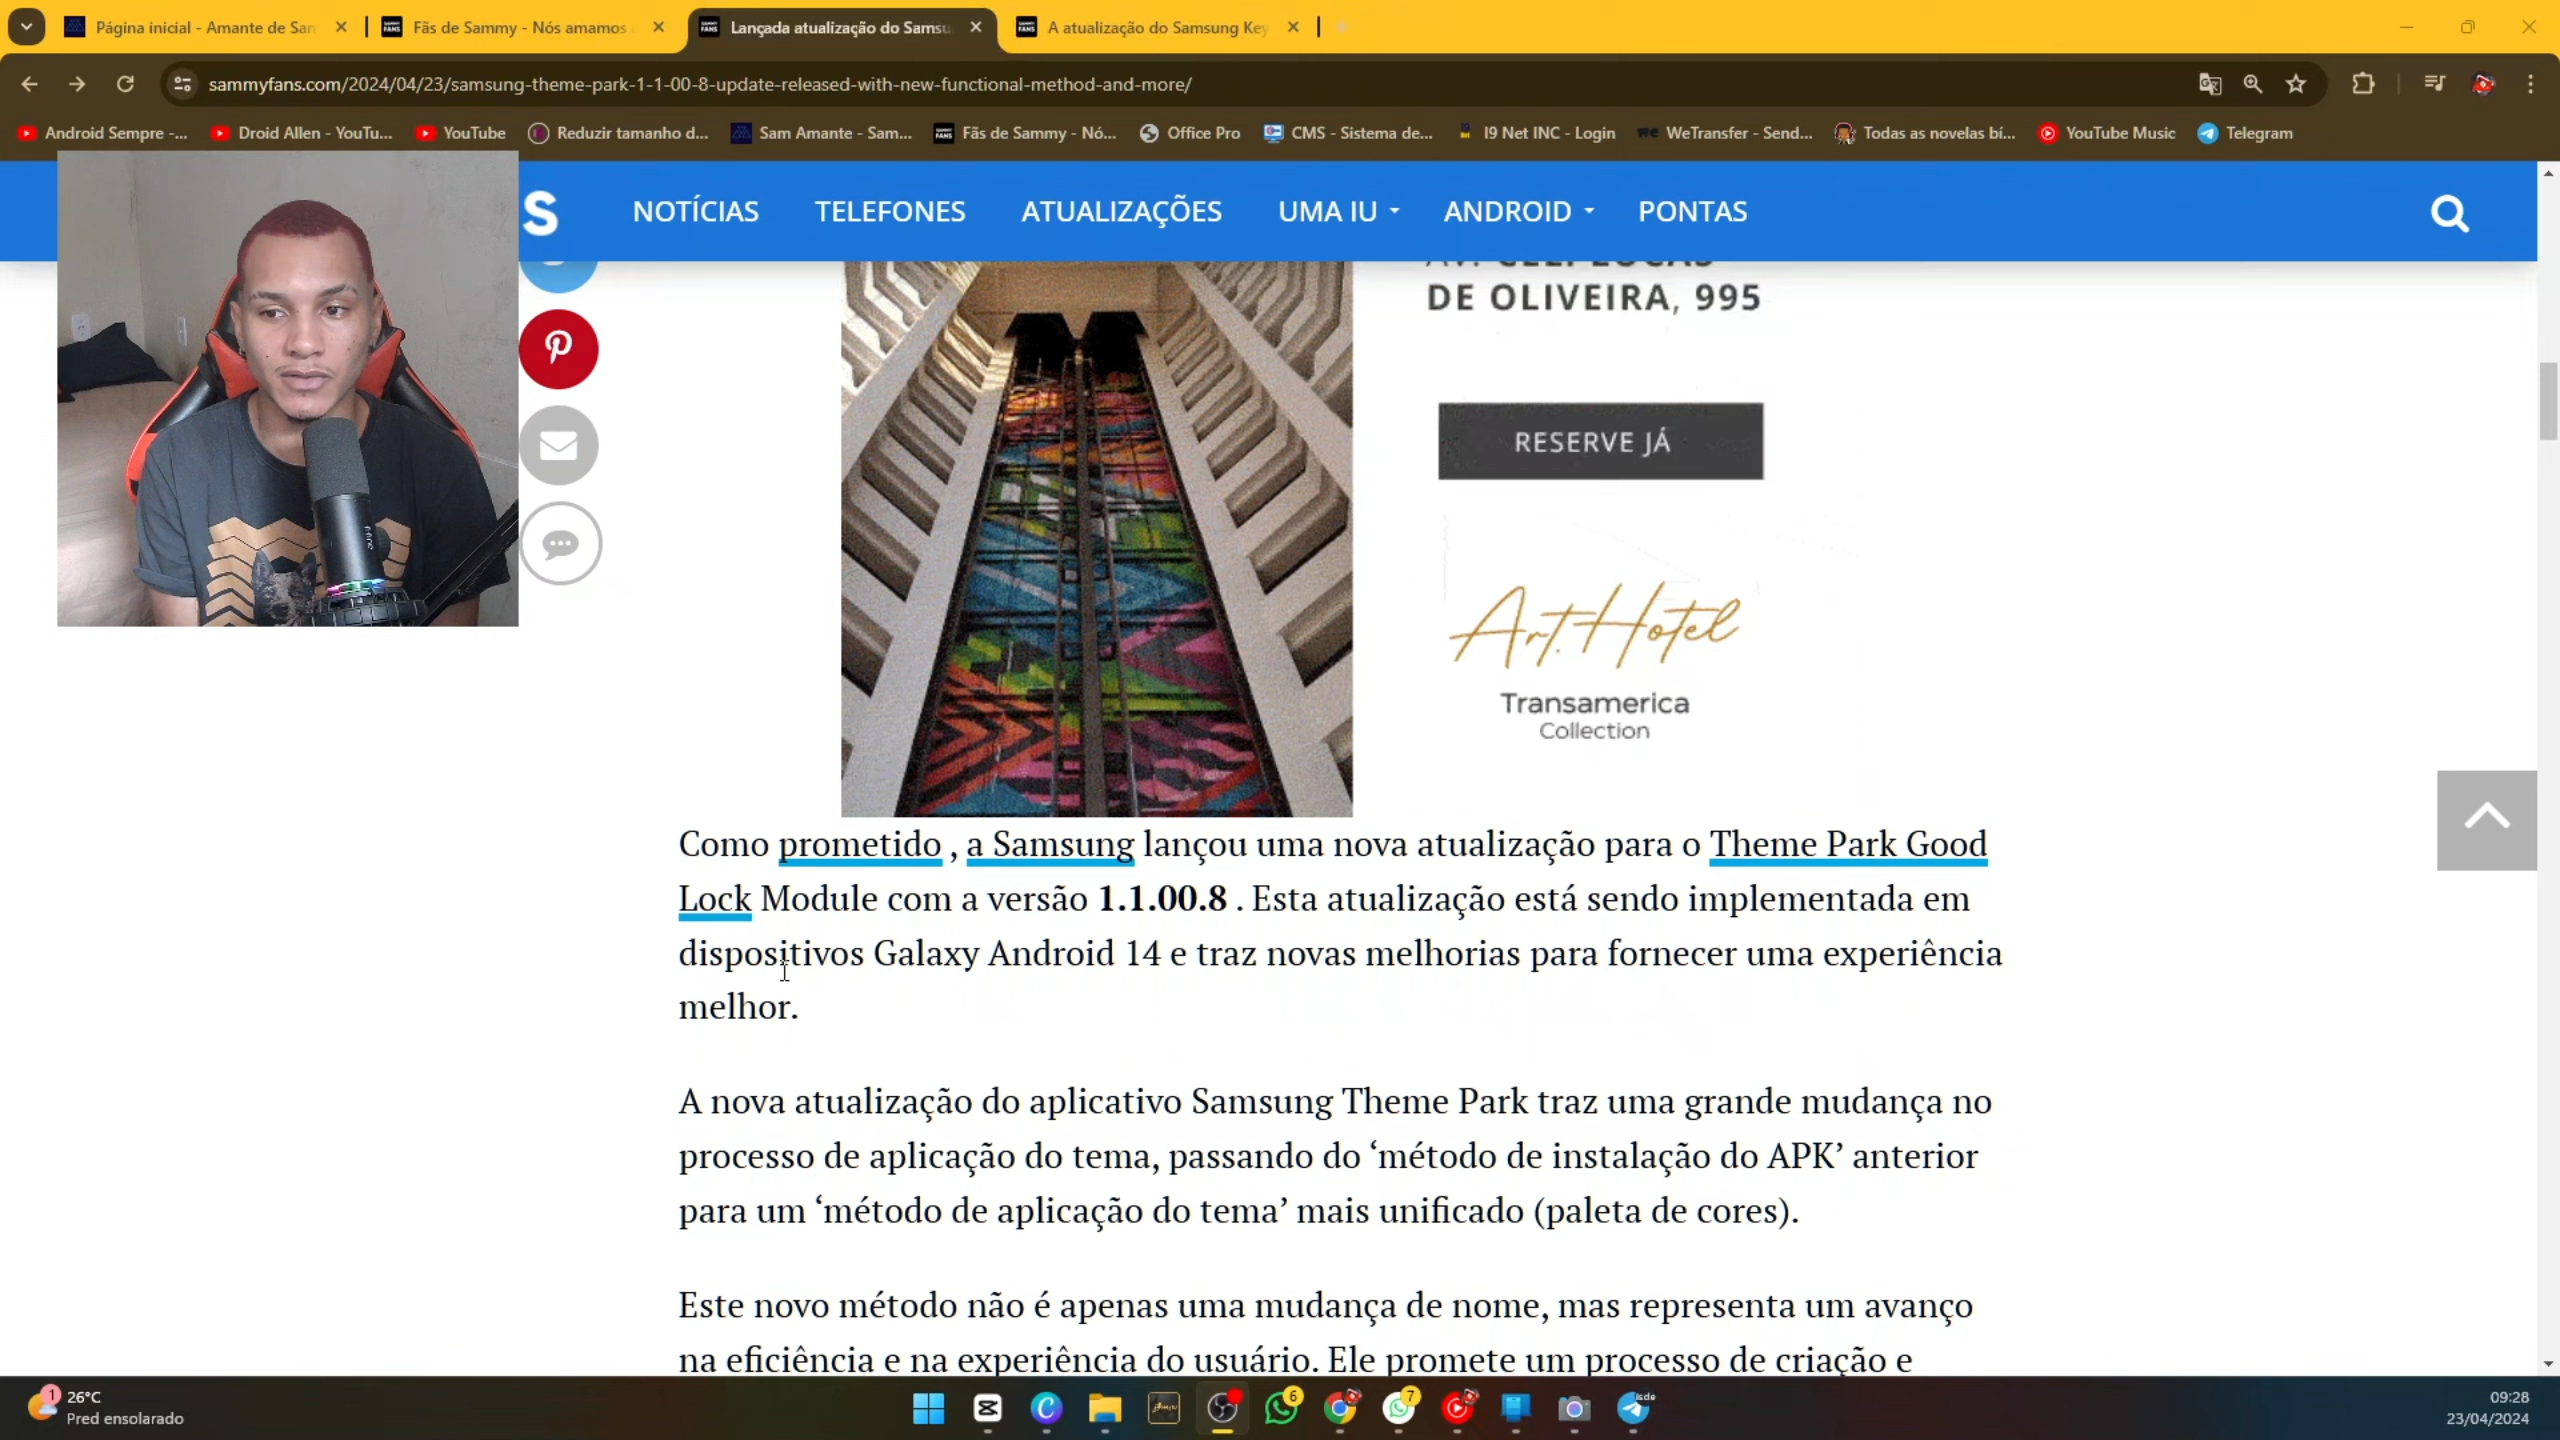 Página inicial - Amante de Sam
Fãs de Sammy - Nós amamos
Lançada atualização do Samsu
A atualização do Samsung Key
sammyfans.com/2024/04/23/samsung-theme-park-1-1-00-8-update-released-with-new-functional-method-and-more/
Android Sempre -...
Droid Allen - YouTu...
YouTube
Reduzir tamanho d...
Sam Amante - Sam...
Fãs de Sammy - Nó...
Office Pro
CMS - Sistema de...
I9 Net INC - Login
WeTransfer - Send...
Todas as novelas bí...
YouTube Music
Telegram
S
NOTÍCIAS
TELEFONES
ATUALIZAÇÕES
UMA IU
ANDROID
PONTAS
DE OLIVEIRA, 995
RESERVE JÁ
Art.Hotel
Transamerica
Collection
Como prometido , a Samsung lançou uma nova atualização para o Theme Park Good
Lock Module com a versão 1.1.00.8 . Esta atualização está sendo implementada em
dispositivos Galaxy Android 14 e traz novas melhorias para fornecer uma experiência
melhor.
A nova atualização do aplicativo Samsung Theme Park traz uma grande mudança no
processo de aplicação do tema, passando do ‘método de instalação do APK’ anterior
para um ‘método de aplicação do tema’ mais unificado (paleta de cores).
Este novo método não é apenas uma mudança de nome, mas representa um avanço
na eficiência e na experiência do usuário. Ele promete um processo de criação e
1
26°C
Pred ensolarado
6
7
09:28
23/04/2024